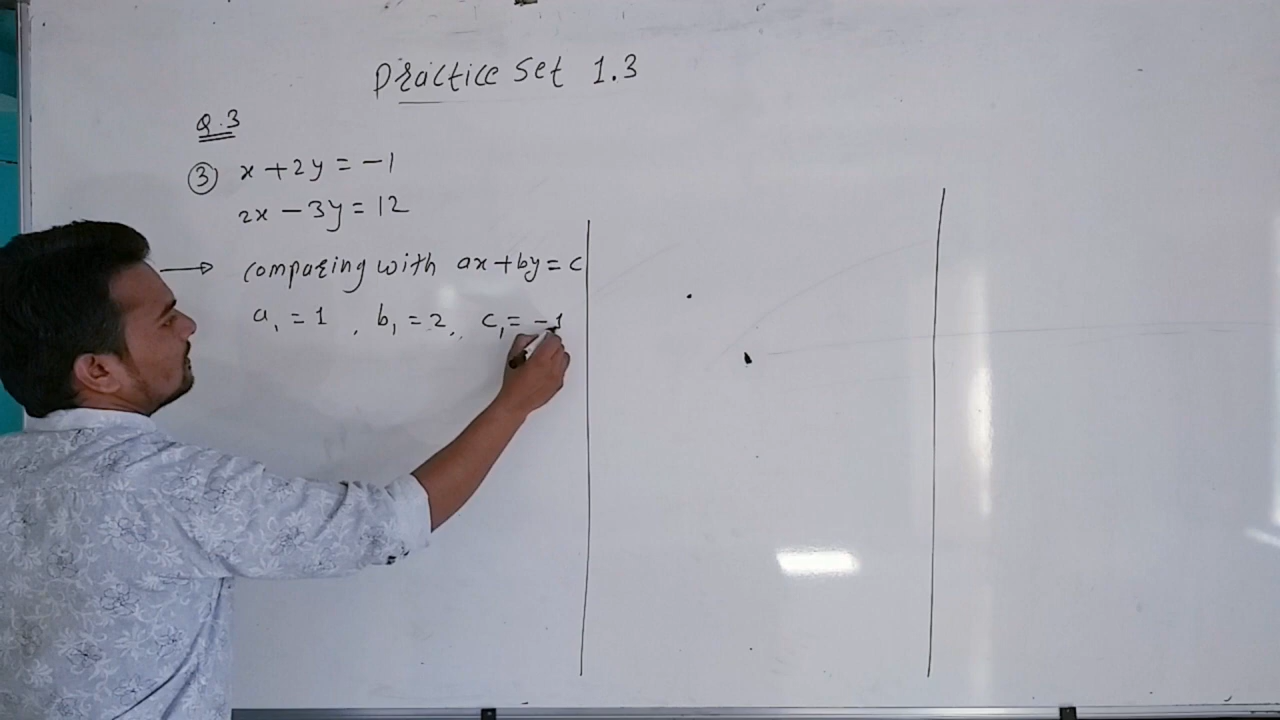 Practice Set 1.3
Q.3
③ x + 2y = -1
2x - 3y = 12
→ comparing with ax + by = c
a₁ = 1 , b₁ = 2, c₁ = -1